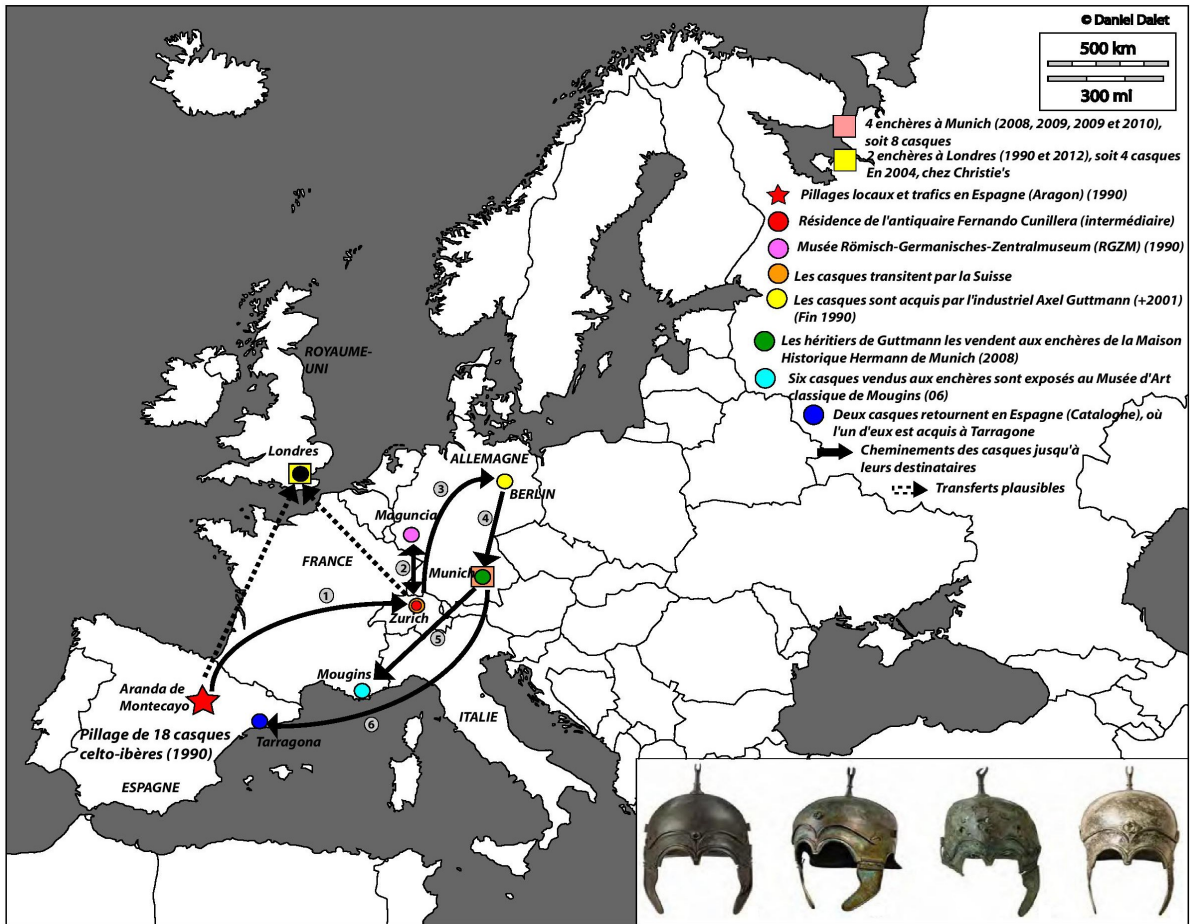 © Daniel Dalet
500 km
300 mi
4 enchères à Munich (2008, 2009, 2009 et 2010),
soit 8 casques
2 enchères à Londres (1990 et 2012), soit 4 casques
En 2004, chez Christie's
Pillages locaux et trafics en Espagne (Aragon) (1990)
Résidence de l'antiquaire Fernando Cunillera (intermédiaire)
Musée Römisch-Germanisches-Zentralmuseum (RGZM) (1990)
Les casques transitent par la Suisse
Les casques sont acquis par l'industriel Axel Guttmann (+2001)
(Fin 1990)
Les héritiers de Guttmann les vendent aux enchères de la Maison
Historique Hermann de Munich (2008)
Six casques vendus aux enchères sont exposés au Musée d'Art
classique de Mougins (06)
Deux casques retournent en Espagne (Catalogne), où
l'un d'eux est acquis à Tarragone
Cheminements des casques jusqu'à
leurs destinataires
Transferts plausibles
ROYAUME-
UNI
Londres
ALLEMAGNE
3
BERLIN
Maguncia
4
FRANCE
2
Munich
1
Zurich
5
Mougins
Aranda de
Montecayo
ITALIE
6
Pillage de 18 casques
celto-ibères (1990)
Tarragona
ESPAGNE